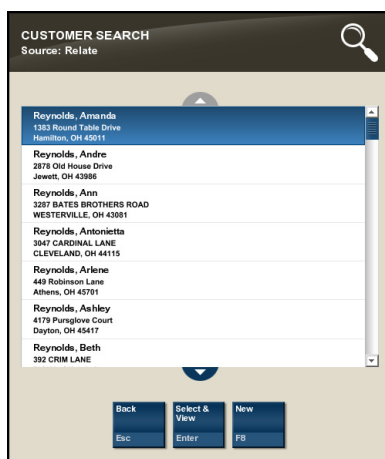 CUSTOMER SEARCH
Source: Relate
Reynolds, Amanda
1383 Round Table Drive
Hamilton, OH 45011
Reynolds, Andre
2878 Old House Drive
Jewett, OH 43986
Reynolds, Ann
3287 BATES BROTHERS ROAD
WESTERVILLE, OH 43081
Reynolds, Antonietta
3047 CARDINAL LANE
CLEVELAND, OH 44115
Reynolds, Arlene
449 Robinson Lane
Athens, OH 45701
Reynolds, Ashley
4179 Pursglove Court
Dayton, OH 45417
Reynolds, Beth
392 CRIM LANE
Back Select & New
View
Esc Enter F8